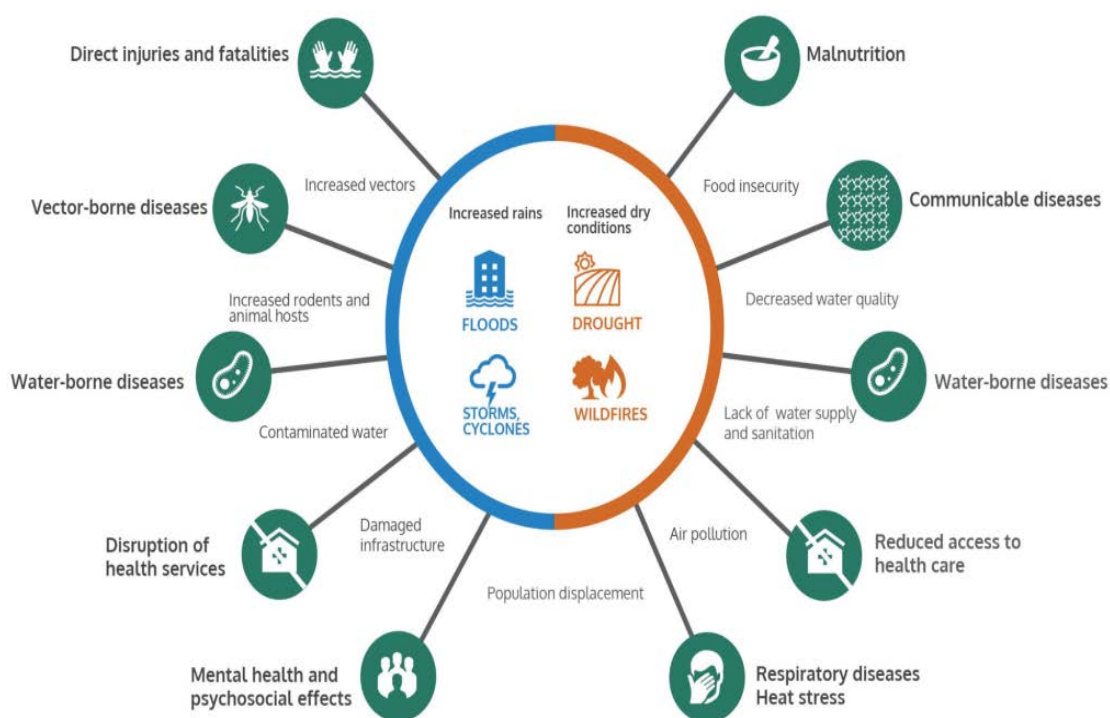 Direct injuries and fatalities
Malnutrition
Increased vectors
Food insecurity
Vector-borne diseases
Communicable diseases
Increased rains
Increased dry
conditions
Increased rodents and
animal hosts
Decreased water quality
FLOODS
DROUGHT
Water-borne diseases
Water-borne diseases
STORMS,
CYCLONES
WILDFIRES
Contaminated water
Lack of water supply
and sanitation
Disruption of
health services
Damaged
infrastructure
Air pollution
Reduced access to
health care
Population displacement
Mental health and
psychosocial effects
Respiratory diseases
Heat stress